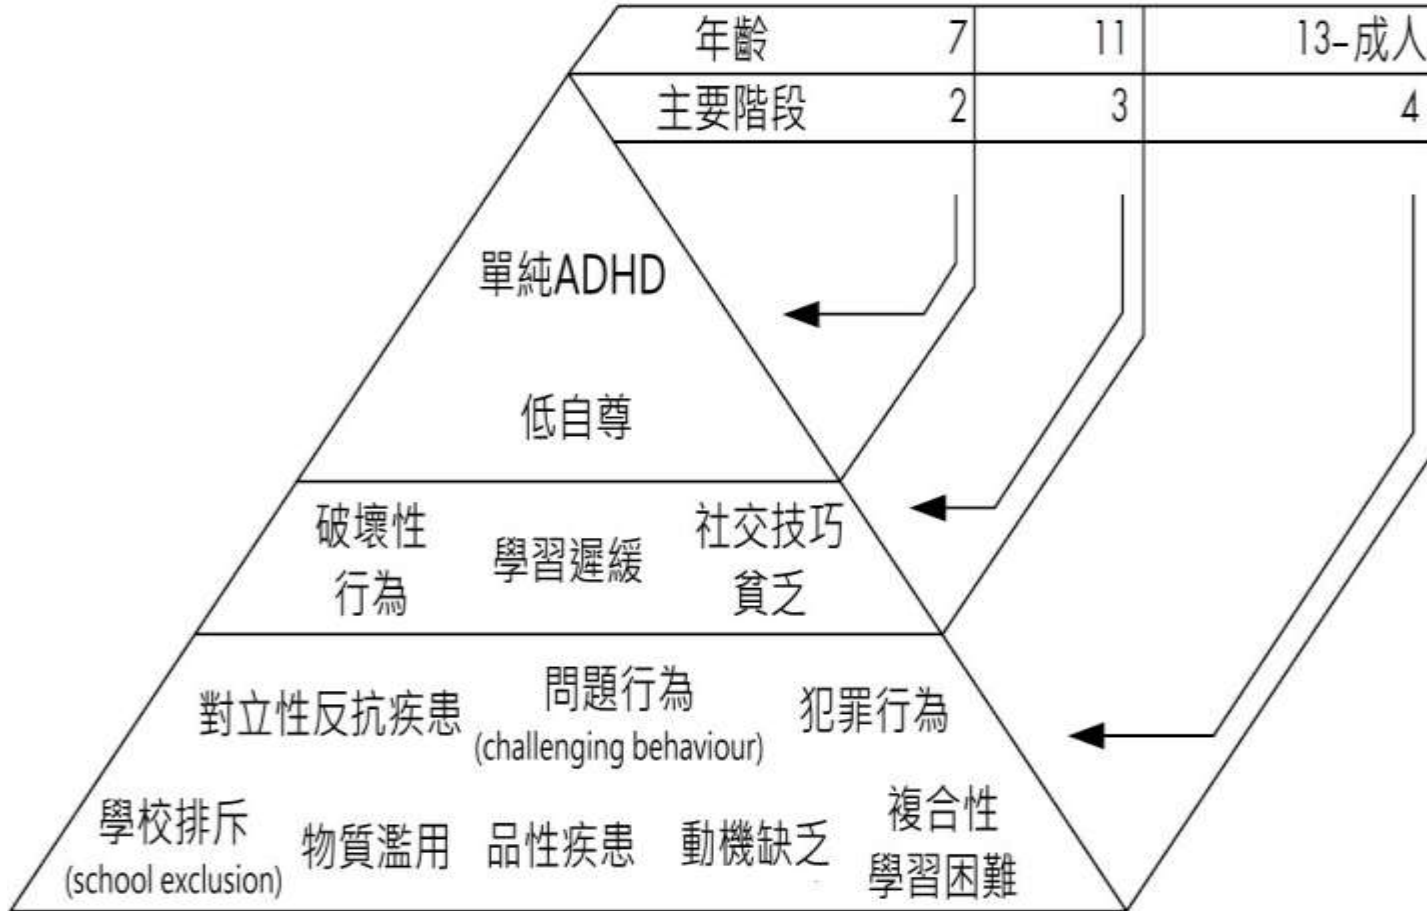 年齡 7 11 13-成人
主要階段 2 3 4
單純ADHD
低自尊
破壞性
行為
學習遲緩
社交技巧
貧乏
對立性反抗疾患
問題行為
(challenging behaviour)
犯罪行為
學校排斥
(school exclusion)
物質濫用
品性疾患
動機缺乏
複合性
學習困難